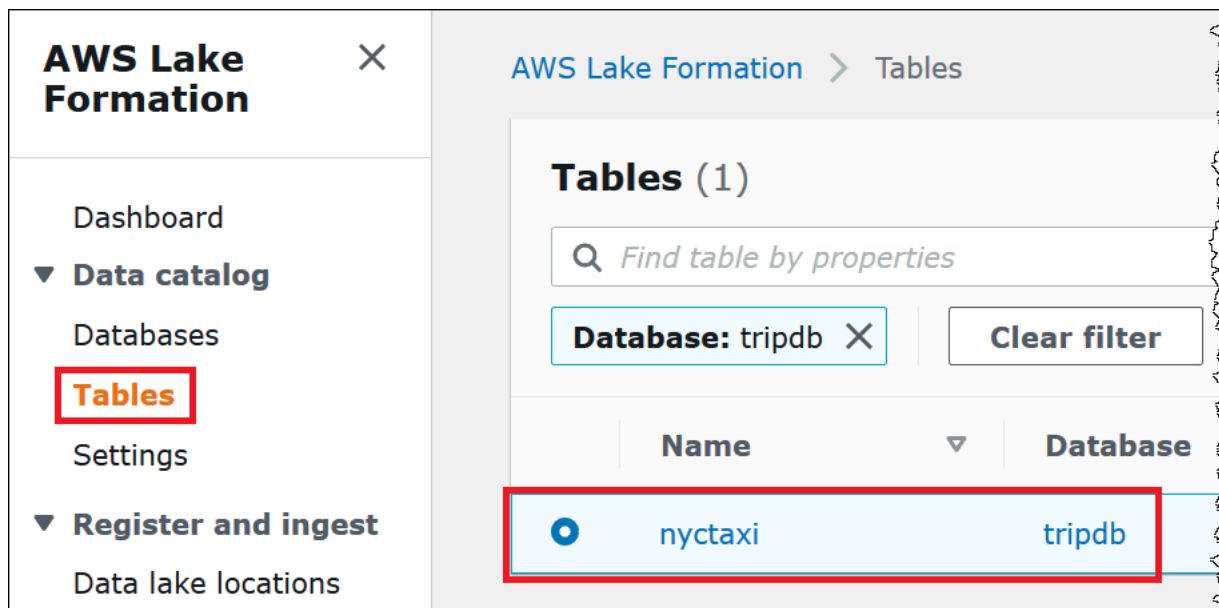 AWS Lake
Formation
Dashboard
Data catalog
Databases
Tables
Settings
Register and ingest
Data lake locations
AWS Lake Formation > Tables
Tables (1)
Find table by properties
Database: tripdb
Clear filter
Name Database
nyctaxi tripdb